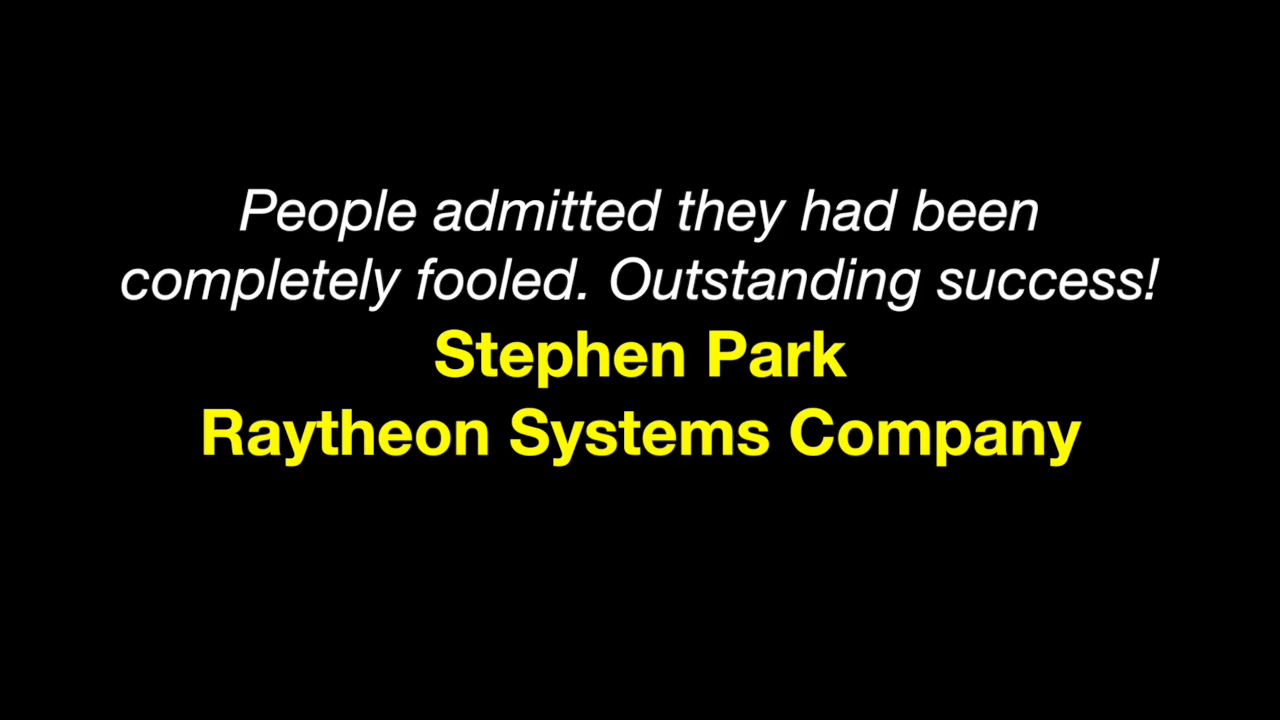 People admitted they had been
completely fooled. Outstanding success!
Stephen Park
Raytheon Systems Company